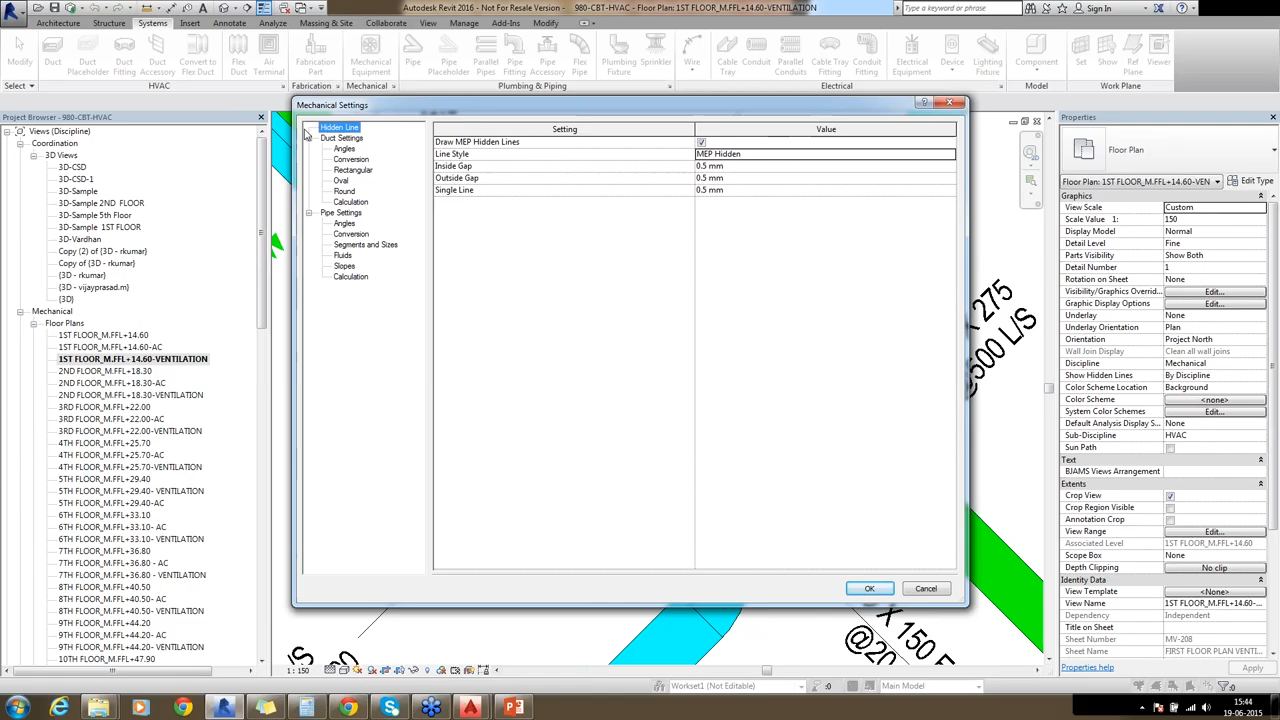 Autodesk Revit 2016 - Not For Resale Version - 980-CBT-HVAC - Floor Plan: 1ST FLOOR_M.FFL+14.60-VENTILATION
Type a keyword or phrase
Sign In
Architecture Structure Systems Insert Annotate Analyze Massing & Site Collaborate View Manage Add-Ins Modify
Modify Duct Duct Placeholder Duct Fitting Duct Accessory Convert to Flex Duct Flex Duct Air Terminal Fabrication Part Mechanical Equipment Pipe Pipe Placeholder Parallel Pipes Pipe Fitting Pipe Accessory Flex Pipe Plumbing Fixture Sprinkler Wire Cable Tray Conduit Parallel Conduits Cable Tray Fitting Conduit Fitting Electrical Equipment Device Lighting Fixture Component Set Show Ref Plane Viewer
Select HVAC Fabrication Mechanical Plumbing & Piping Electrical Model Work Plane
Project Browser - 980-CBT-HVAC
Views (Discipline)
Coordination
3D Views
3D-CSD
3D-CSD-1
3D-Sample
3D-Sample 2ND FLOOR
3D-Sample 5th Floor
3D-Sample 1ST FLOOR
3D-Vardhan
Copy (2) of {3D - rkumar}
Copy of {3D - rkumar}
{3D - rkumar}
{3D - vijayprasad.m}
{3D}
Mechanical
Floor Plans
1ST FLOOR_M.FFL+14.60
1ST FLOOR_M.FFL+14.60-AC
1ST FLOOR_M.FFL+14.60-VENTILATION
2ND FLOOR_M.FFL+18.30
2ND FLOOR_M.FFL+18.30-AC
2ND FLOOR_M.FFL+18.30-VENTILATION
3RD FLOOR_M.FFL+22.00
3RD FLOOR_M.FFL+22.00-AC
3RD FLOOR_M.FFL+22.00-VENTILATION
4TH FLOOR_M.FFL+25.70
4TH FLOOR_M.FFL+25.70-AC
4TH FLOOR_M.FFL+25.70-VENTILATION
5TH FLOOR_M.FFL+29.40
5TH FLOOR_M.FFL+29.40- VENTILATION
5TH FLOOR_M.FFL+29.40-AC
6TH FLOOR_M.FFL+33.10
6TH FLOOR_M.FFL+33.10- AC
6TH FLOOR_M.FFL+33.10- VENTILATION
7TH FLOOR_M.FFL+36.80
7TH FLOOR_M.FFL+36.80 - AC
7TH FLOOR_M.FFL+36.80 - VENTILATION
8TH FLOOR_M.FFL+40.50
8TH FLOOR_M.FFL+40.50- AC
8TH FLOOR_M.FFL+40.50- VENTILATION
9TH FLOOR_M.FFL+44.20
9TH FLOOR_M.FFL+44.20- AC
9TH FLOOR_M.FFL+44.20- VENTILATION
10TH FLOOR_M.FFL+47.90
Mechanical Settings
Hidden Line
Duct Settings
Angles
Conversion
Rectangular
Oval
Round
Calculation
Pipe Settings
Angles
Conversion
Segments and Sizes
Fluids
Slopes
Calculation
Setting Value
Draw MEP Hidden Lines
Line Style MEP Hidden
Inside Gap 0.5 mm
Outside Gap 0.5 mm
Single Line 0.5 mm
OK Cancel
X 275
500 L/S
X 150
@20
1 : 150
Properties
Floor Plan
Floor Plan: 1ST FLOOR_M.FFL+14.60-VEN Edit Type
Graphics
View Scale Custom
Scale Value 1: 150
Display Model Normal
Detail Level Fine
Parts Visibility Show Both
Detail Number 1
Rotation on Sheet None
Visibility/Graphics Overrid... Edit...
Graphic Display Options Edit...
Underlay None
Underlay Orientation Plan
Orientation Project North
Wall Join Display Clean all wall joins
Discipline Mechanical
Show Hidden Lines By Discipline
Color Scheme Location Background
Color Scheme <none>
System Color Schemes Edit...
Default Analysis Display S... None
Sub-Discipline HVAC
Sun Path
Text
BJAMS Views Arrangement
Extents
Crop View
Crop Region Visible
Annotation Crop
View Range Edit...
Associated Level 1ST FLOOR_M.FFL+14.60
Scope Box None
Depth Clipping No clip
Identity Data
View Template <None>
View Name 1ST FLOOR_M.FFL+14.60-...
Dependency Independent
Title on Sheet
Sheet Number MV-208
Sheet Name FIRST FLOOR PLAN VENTI...
Properties help Apply
Workset1 (Not Editable) :0 Main Model :0
15:44
19-06-2015